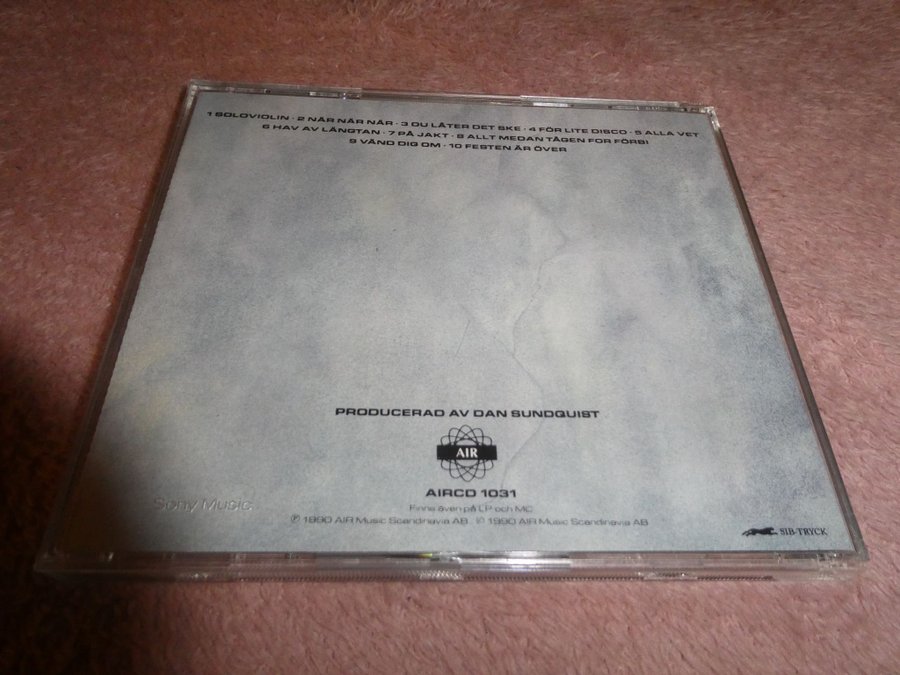 1 SOLOVIOLIN · 2 NÄR NÄR NÄR · 3 DU LÅTER DET SKE · 4 FÖR LITE DISCO · 5 ALLA VET
6 HAV AV LÄNGTAN · 7 PÅ JAKT · 8 ALLT MEDAN TÅGEN FOR FÖRBI
9 VÄND DIG OM · 10 FESTEN ÄR ÖVER
PRODUCERAD AV DAN SUNDQUIST
AIR
AIRCD 1031
Sony Music
Finns även på LP och MC
℗ 1990 AIR Music Scandinavia AB © 1990 AIR Music Scandinavia AB
SIB-TRYCK